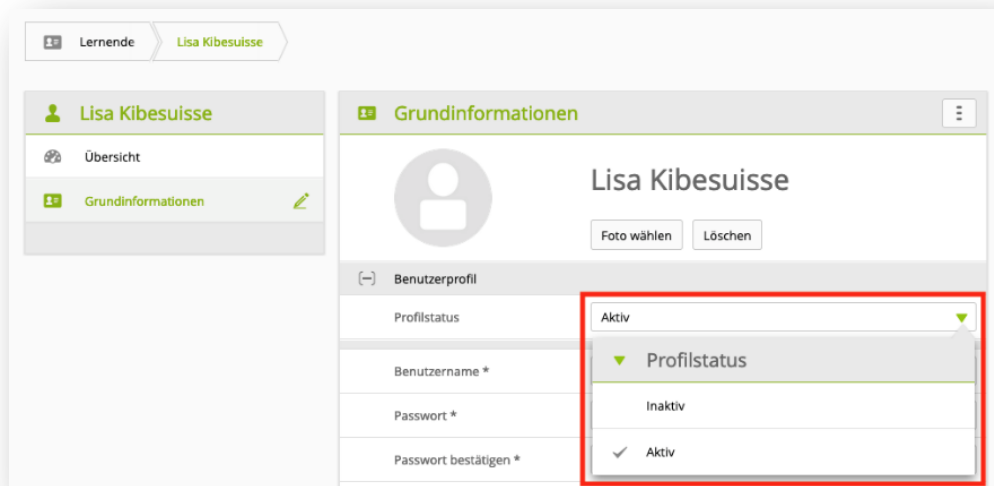 Lernende
Lisa Kibesuisse
Lisa Kibesuisse
Übersicht
Grundinformationen
Grundinformationen
Lisa Kibesuisse
Foto wählen
Löschen
Benutzerprofil
Profilstatus
Aktiv
Profilstatus
Inaktiv
Aktiv
Benutzername *
Passwort *
Passwort bestätigen *